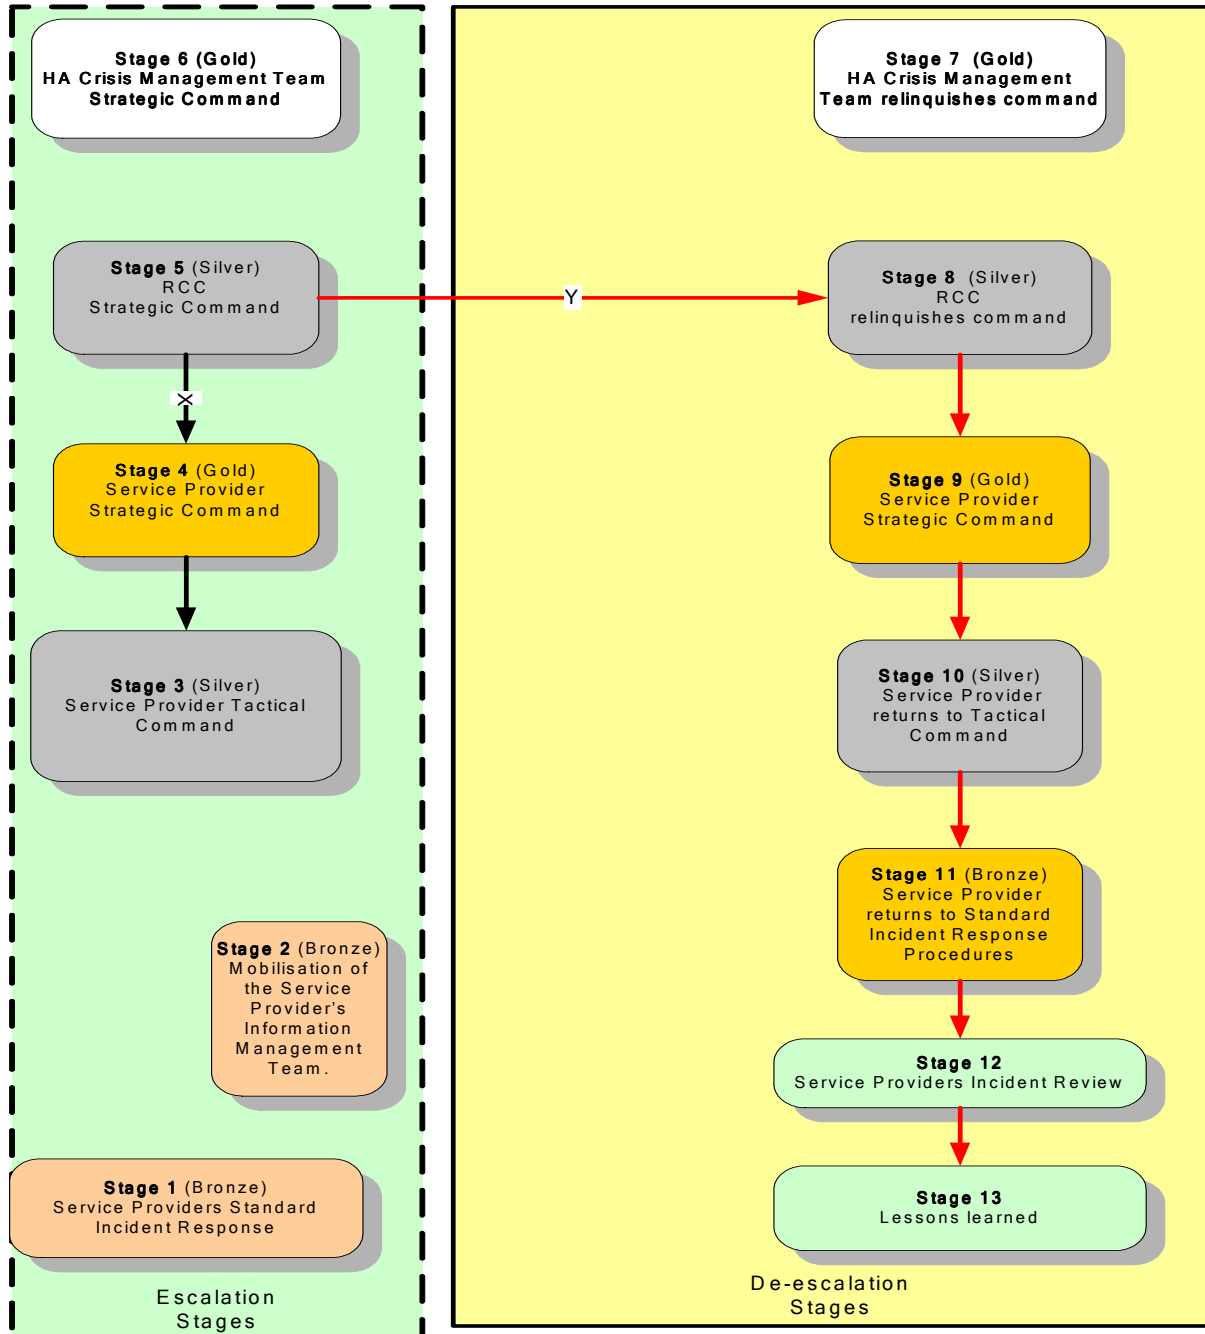 Stage 6 (Gold)
HA Crisis Management Team
Strategic Command
Stage 5 (Silver)
RCC
Strategic Command
X
Stage 4 (Gold)
Service Provider
Strategic Command
Stage 3 (Silver)
Service Provider Tactical
Command
Stage 2 (Bronze)
Mobilisation of
the Service
Provider's
Information
Management
Team.
Stage 1 (Bronze)
Service Providers Standard
Incident Response
Escalation
Stages
Y
Stage 7 (Gold)
HA Crisis Management
Team relinquishes command
Stage 8 (Silver)
RCC
relinquishes command
Stage 9 (Gold)
Service Provider
Strategic Command
Stage 10 (Silver)
Service Provider
returns to Tactical
Command
Stage 11 (Bronze)
Service Provider
returns to Standard
Incident Response
Procedures
Stage 12
Service Providers Incident Review
Stage 13
Lessons learned
De-escalation
Stages